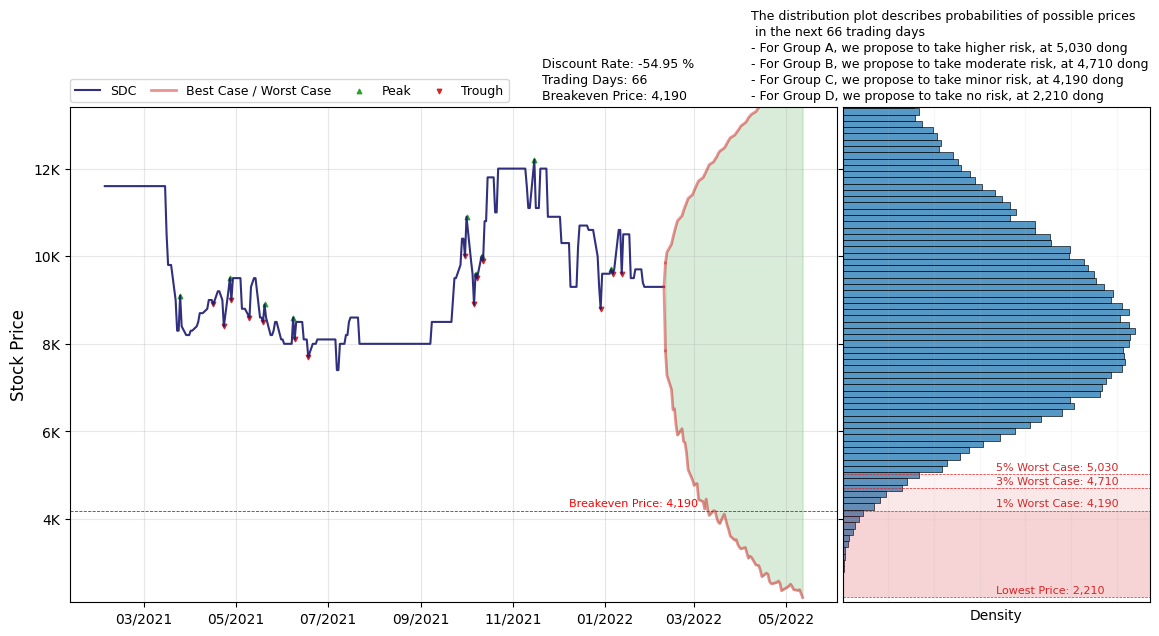 The distribution plot describes probabilities of possible prices
in the next 66 trading days
- For Group A, we propose to take higher risk, at 5,030 dong
- For Group B, we propose to take moderate risk, at 4,710 dong
- For Group C, we propose to take minor risk, at 4,190 dong
- For Group D, we propose to take no risk, at 2,210 dong
Discount Rate: -54.95 %
Trading Days: 66
Breakeven Price: 4,190
SDC
Best Case / Worst Case
Peak
Trough
Stock Price
12K
10K
8K
6K
4K
Breakeven Price: 4,190
03/2021
05/2021
07/2021
09/2021
11/2021
01/2022
03/2022
05/2022
5% Worst Case: 5,030
3% Worst Case: 4,710
1% Worst Case: 4,190
Lowest Price: 2,210
Density